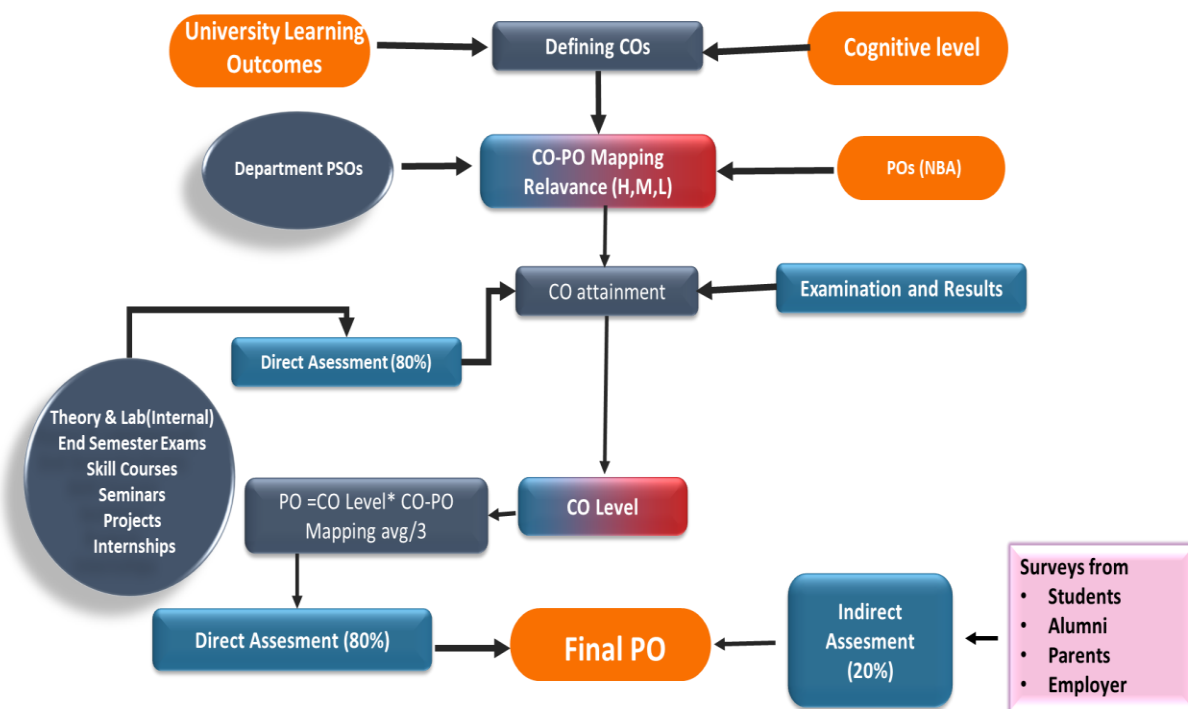 University Learning
Outcomes
Defining COs
Cognitive level
Department PSOs
CO-PO Mapping
Relavance (H,M,L)
POs (NBA)
CO attainment
Examination and Results
Direct Asessment (80%)
Theory & Lab(Internal)
End Semester Exams
Skill Courses
Seminars
Projects
Internships
PO =CO Level* CO-PO
Mapping avg/3
CO Level
Direct Assesment (80%)
Final PO
Indirect
Assesment
(20%)
Surveys from
• Students
• Alumni
• Parents
• Employer